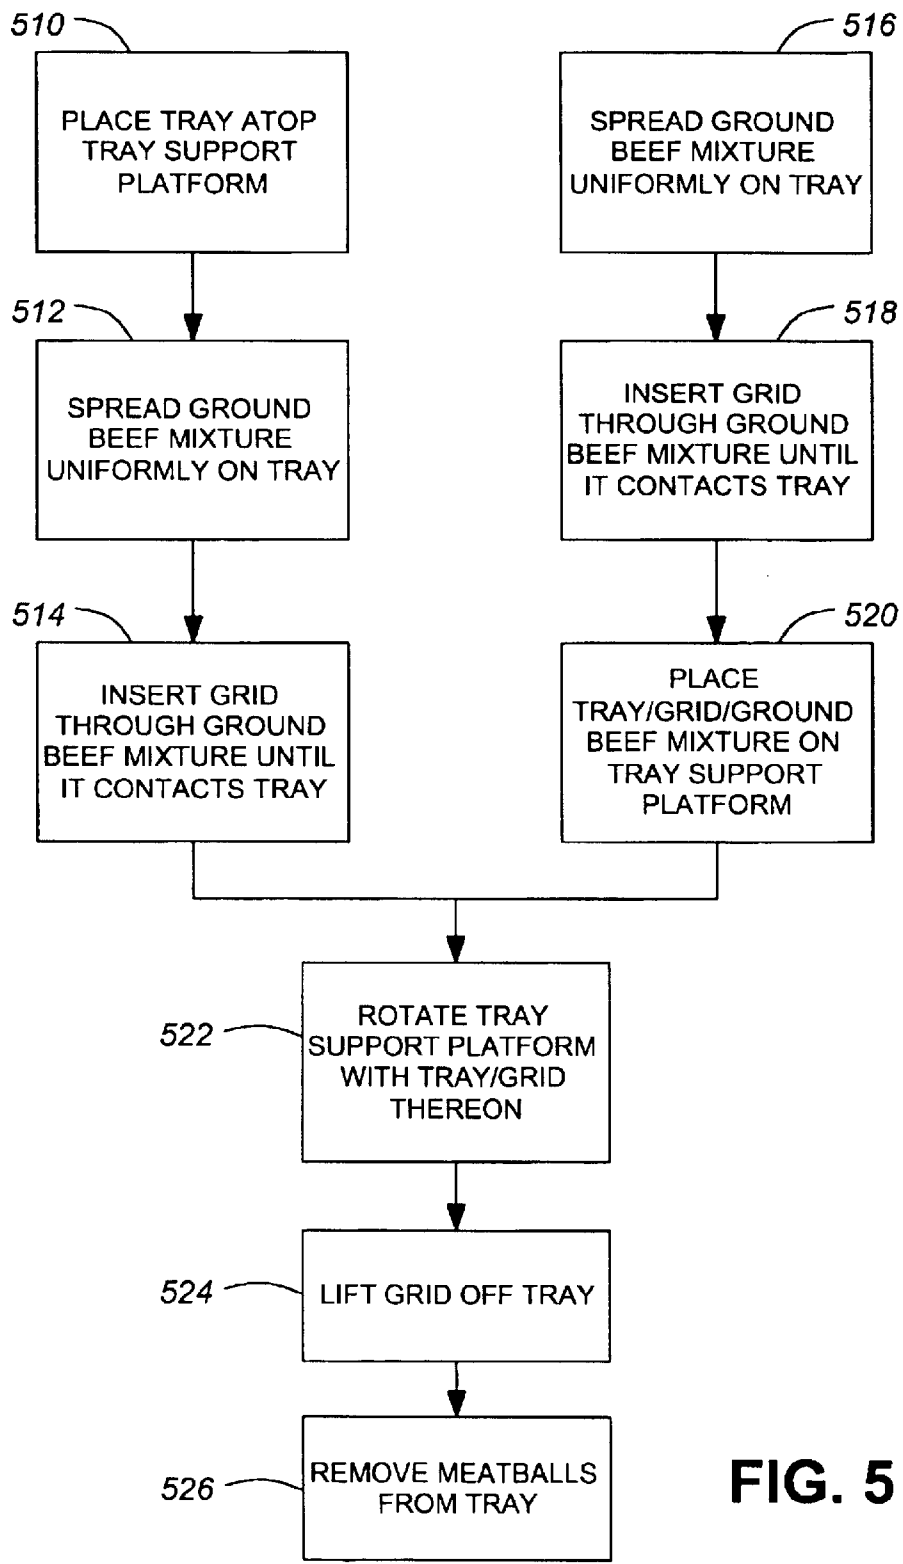 510
PLACE TRAY ATOP
TRAY SUPPORT
PLATFORM
512
SPREAD GROUND
BEEF MIXTURE
UNIFORMLY ON TRAY
514
INSERT GRID
THROUGH GROUND
BEEF MIXTURE UNTIL
IT CONTACTS TRAY
516
SPREAD GROUND
BEEF MIXTURE
UNIFORMLY ON TRAY
518
INSERT GRID
THROUGH GROUND
BEEF MIXTURE UNTIL
IT CONTACTS TRAY
520
PLACE
TRAY/GRID/GROUND
BEEF MIXTURE ON
TRAY SUPPORT
PLATFORM
522
ROTATE TRAY
SUPPORT PLATFORM
WITH TRAY/GRID
THEREON
524
LIFT GRID OFF TRAY
526
REMOVE MEATBALLS
FROM TRAY
FIG. 5